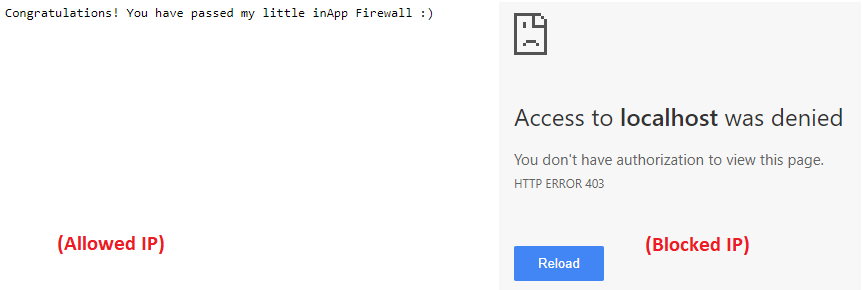 Congratulations! You have passed my little inApp Firewall :)
(Allowed IP)
Access to localhost was denied
You don't have authorization to view this page.
HTTP ERROR 403
(Blocked IP)
Reload